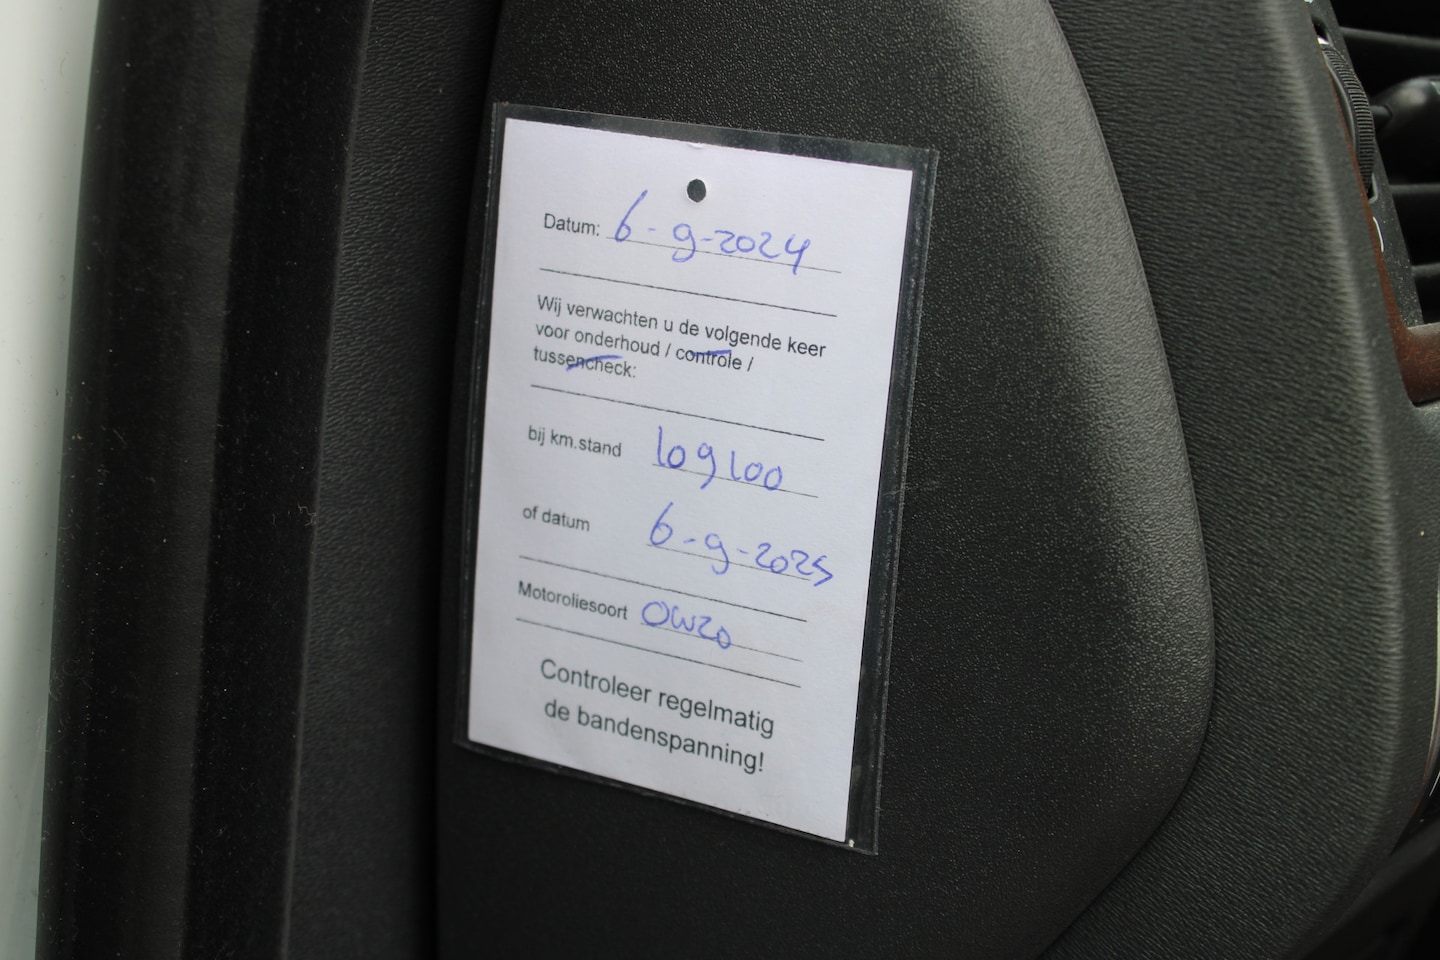 Datum: 6-9-2024
Wij verwachten u de volgende keer
voor onderhoud / controle /
tussencheck:
bij km.stand 109100
of datum 6-9-2025
Motoroliesoort 0W20
Controleer regelmatig
de bandenspanning!